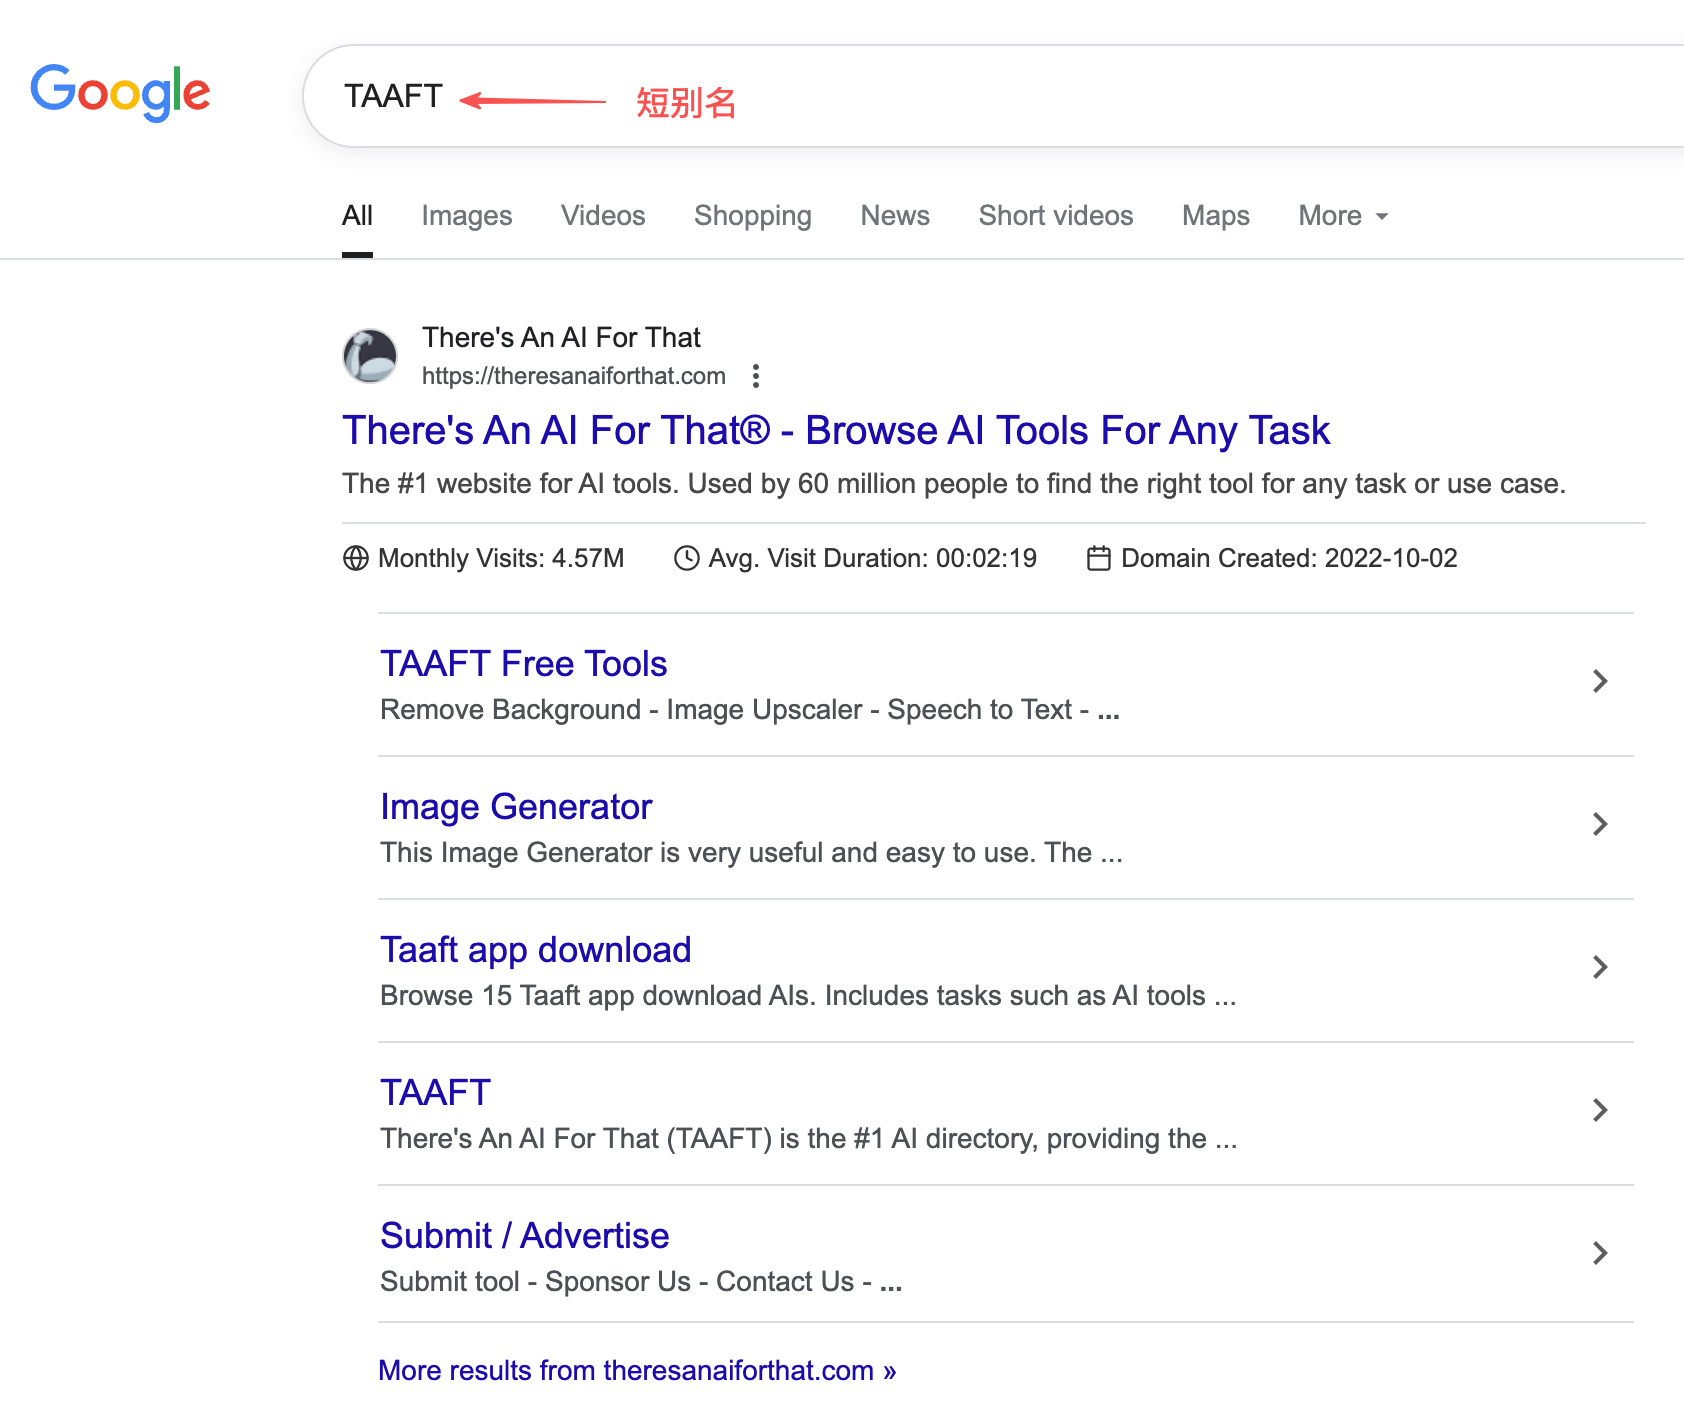 Google
TAAFT 短别名
All Images Videos Shopping News Short videos Maps More
There's An AI For That
https://theresanaiforthat.com
There's An AI For That® - Browse AI Tools For Any Task
The #1 website for AI tools. Used by 60 million people to find the right tool for any task or use case.
Monthly Visits: 4.57M Avg. Visit Duration: 00:02:19 Domain Created: 2022-10-02
TAAFT Free Tools
Remove Background - Image Upscaler - Speech to Text - ...
Image Generator
This Image Generator is very useful and easy to use. The ...
Taaft app download
Browse 15 Taaft app download AIs. Includes tasks such as AI tools ...
TAAFT
There's An AI For That (TAAFT) is the #1 AI directory, providing the ...
Submit / Advertise
Submit tool - Sponsor Us - Contact Us - ...
More results from theresanaiforthat.com »